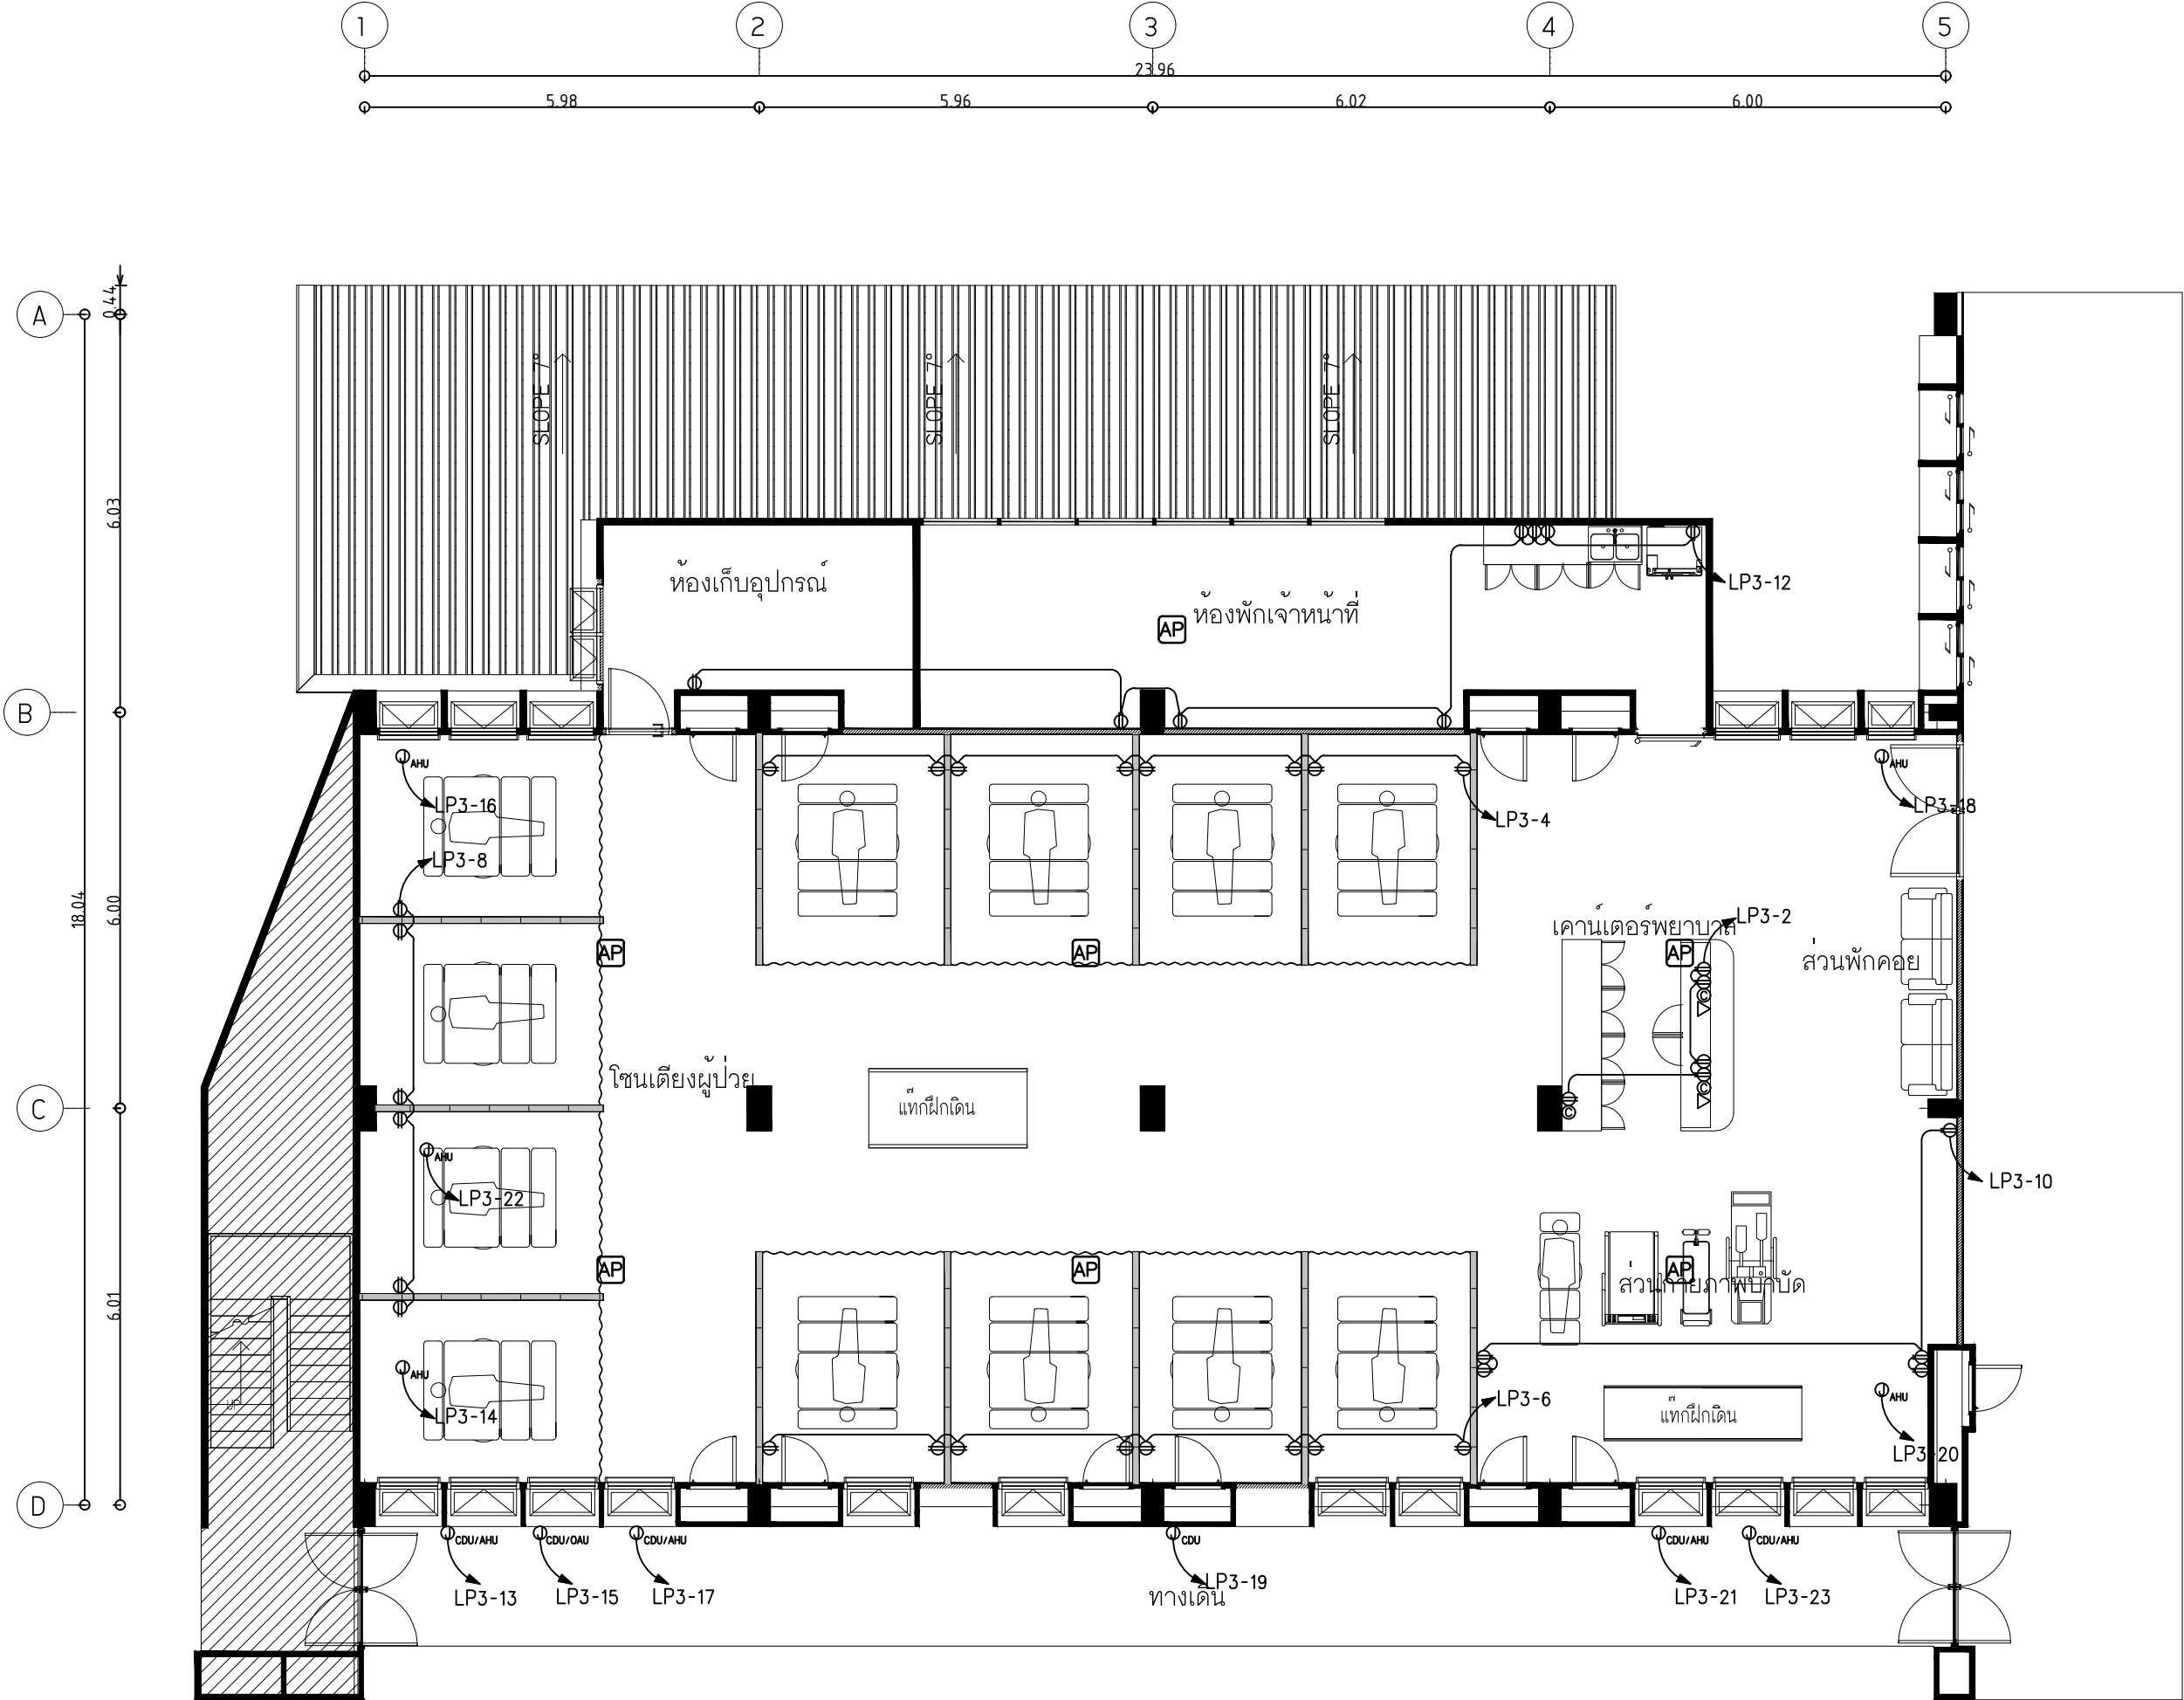 1 2 3 4 5
23.96
5.98 5.96 6.02 6.00
A
0.44
SLOPE 7° SLOPE 7° SLOPE 7°
6.03
ห้องเก็บอุปกรณ์
ห้องพักเจ้าหน้าที่
AP
LP3-12
B
AHU
LP3-16
LP3-4
AHU
LP3-18
LP3-8
18.04
6.00
เคาน์เตอร์พยาบาล
LP3-2
AP AP AP
ส่วนพักคอย
C
C
โซนเตียงผู้ป่วย
แท๊กฝึกเดิน
C
C
AHU
LP3-22
LP3-10
AP AP AP
ส่วนกายภาพบำบัด
6.01
AHU
LP3-14
UP
LP3-6
แท๊กฝึกเดิน
AHU
LP3-20
D
CDU/AHU CDU/OAU CDU/AHU CDU CDU/AHU CDU/AHU
LP3-13 LP3-15 LP3-17 LP3-19 LP3-21 LP3-23
ทางเดิน